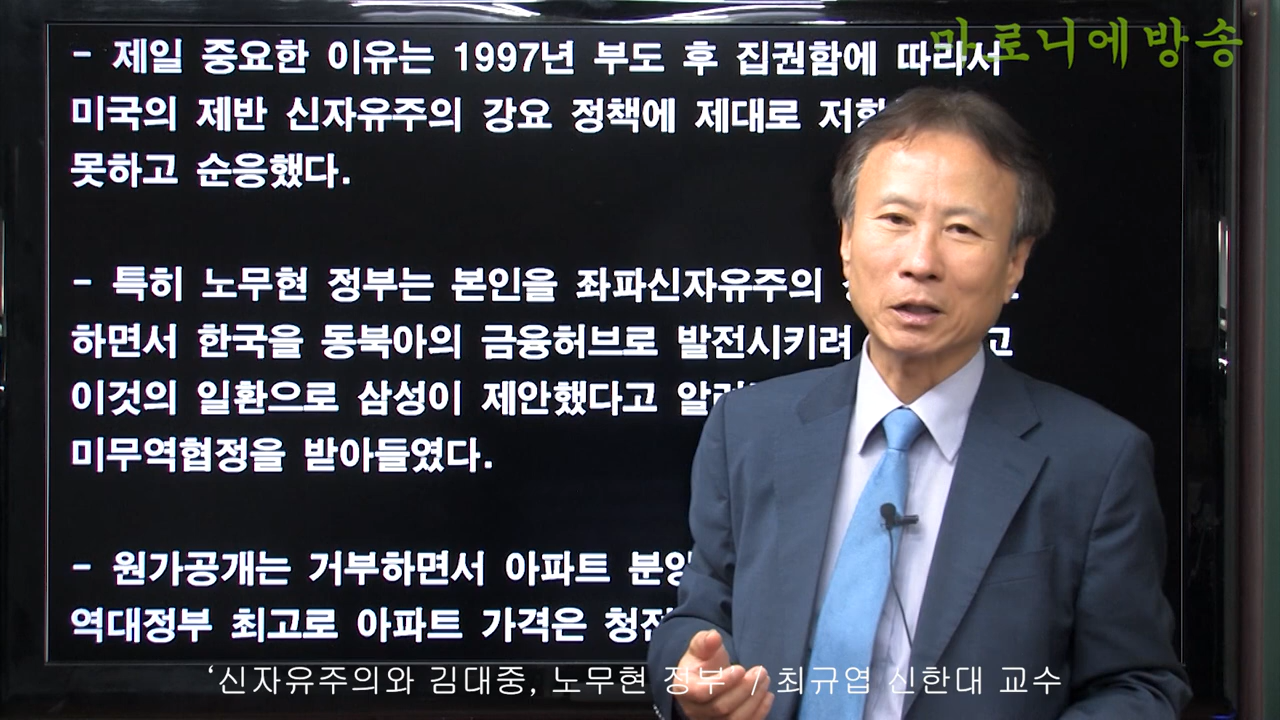 마로니에방송
- 제일 중요한 이유는 1997년 부도 후 집권함에 따라서
미국의 제반 신자유주의 강요 정책에 제대로
못하고 순응했다.
- 특히 노무현 정부는 본인을 좌파신자유주의
하면서 한국을 동북아의 금융허브로 발전시키려 고
이것의 일환으로 삼성이 제안했다고
미무역협정을 받아들였다.
- 원가공개는 거부하면서 아파트
역대정부 최고로 아파트 가격은
‘신자유주의와 김대중, 노무현 정부’ / 최규엽 신한대 교수